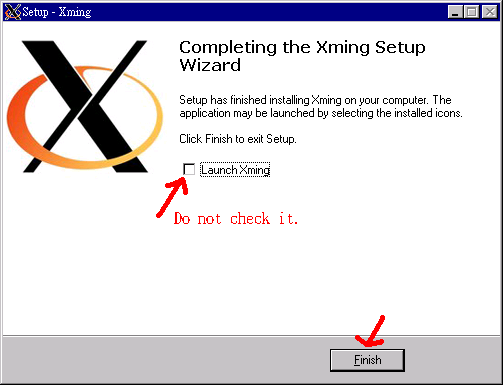 Setup - Xming
Completing the Xming Setup
Wizard
Setup has finished installing Xming on your computer. The
application may be launched by selecting the installed icons.
Click Finish to exit Setup.
Launch Xming
Do not check it.
Finish